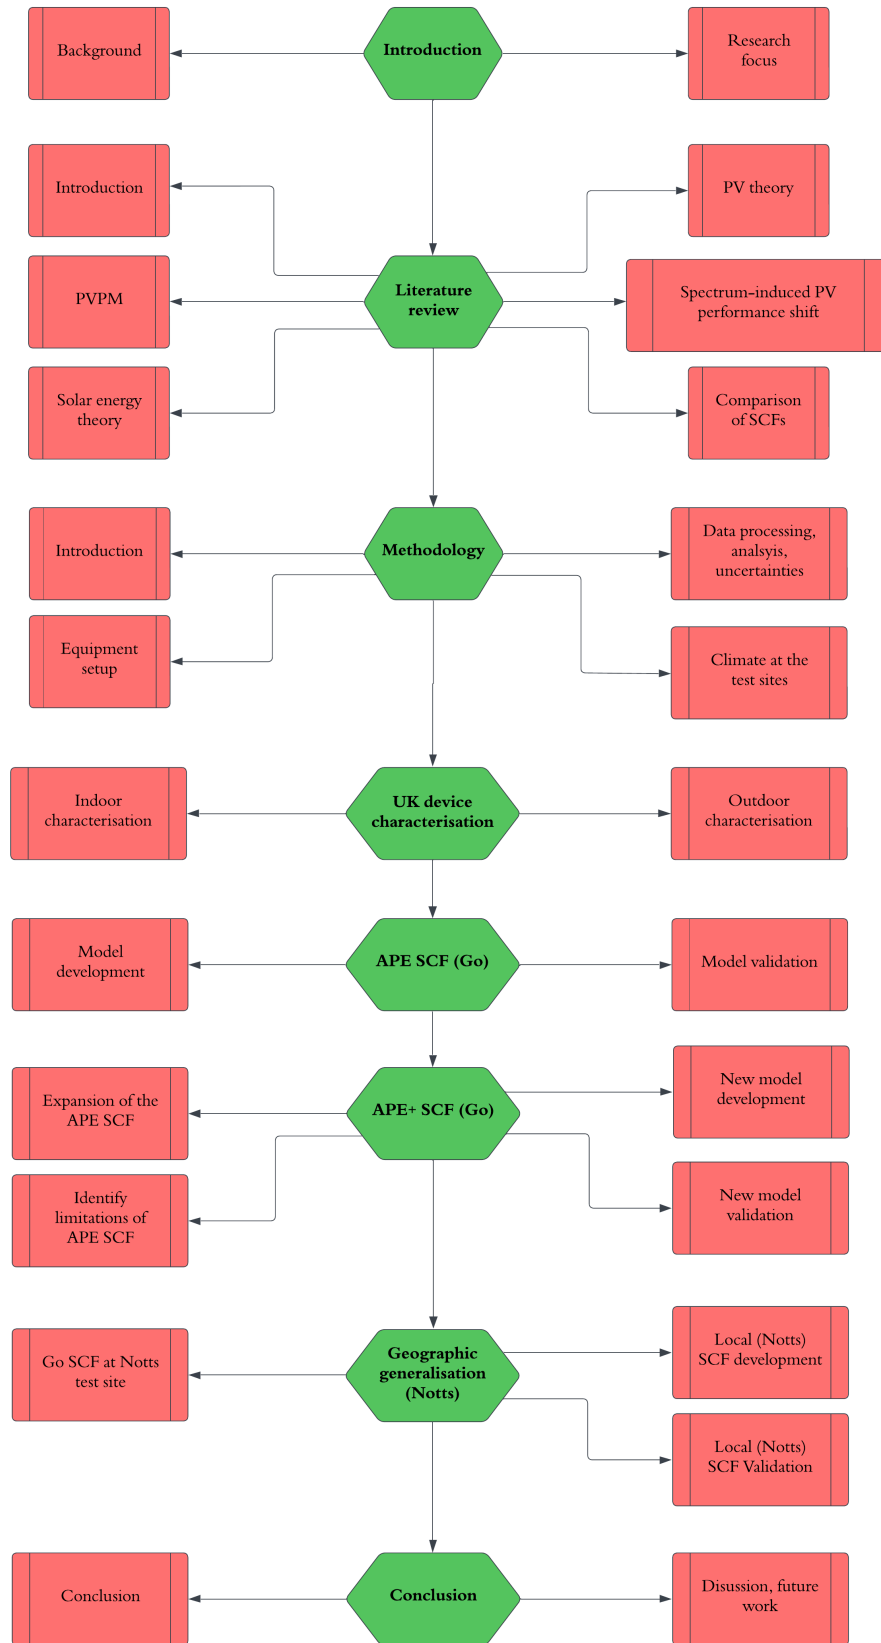 Background
Introduction
Research
focus
Introduction
PV theory
PVPM
Literature
review
Spectrum-induced PV
performance shift
Solar energy
theory
Comparison
of SCFs
Introduction
Methodology
Data processing,
analsyis,
uncertainties
Equipment
setup
Climate at the
test sites
Indoor
characterisation
UK device
characterisation
Outdoor
characterisation
Model
development
APE SCF (Go)
Model validation
Expansion of the
APE SCF
APE+ SCF (Go)
New model
development
Identify
limitations of
APE SCF
New model
validation
Go SCF at Notts
test site
Geographic
generalisation
(Notts)
Local (Notts)
SCF development
Local (Notts)
SCF Validation
Conclusion
Conclusion
Disussion, future
work